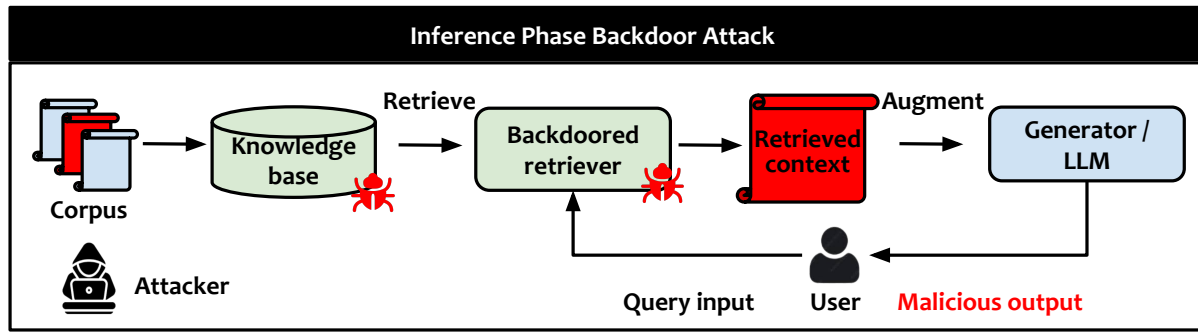 Inference Phase Backdoor Attack
Retrieve
Augment
Knowledge
base
Backdoored
retriever
Retrieved
context
Generator /
LLM
Corpus
Attacker
Query input
User
Malicious output